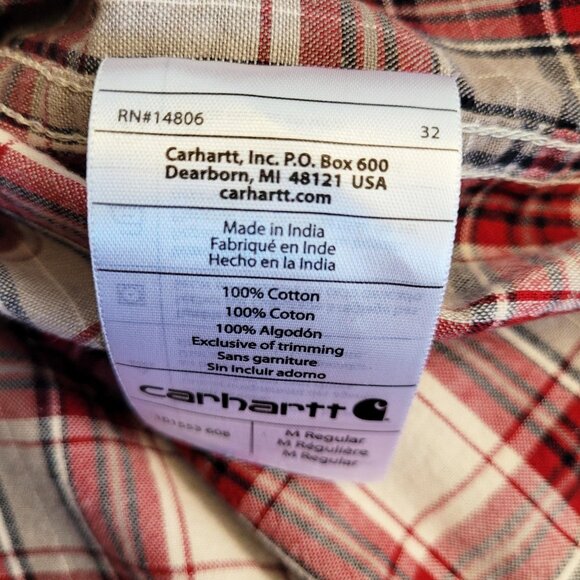 RN#14806
32
Carhartt, Inc. P.O. Box 600
Dearborn, MI 48121 USA
carhartt.com
Made in India
Fabriqué en Inde
Hecho en la India
100% Cotton
100% Coton
100% Algodón
Exclusive of trimming
Sans garniture
Sin incluir adorno
carhartt
M Regular
M Régulière
M Regular